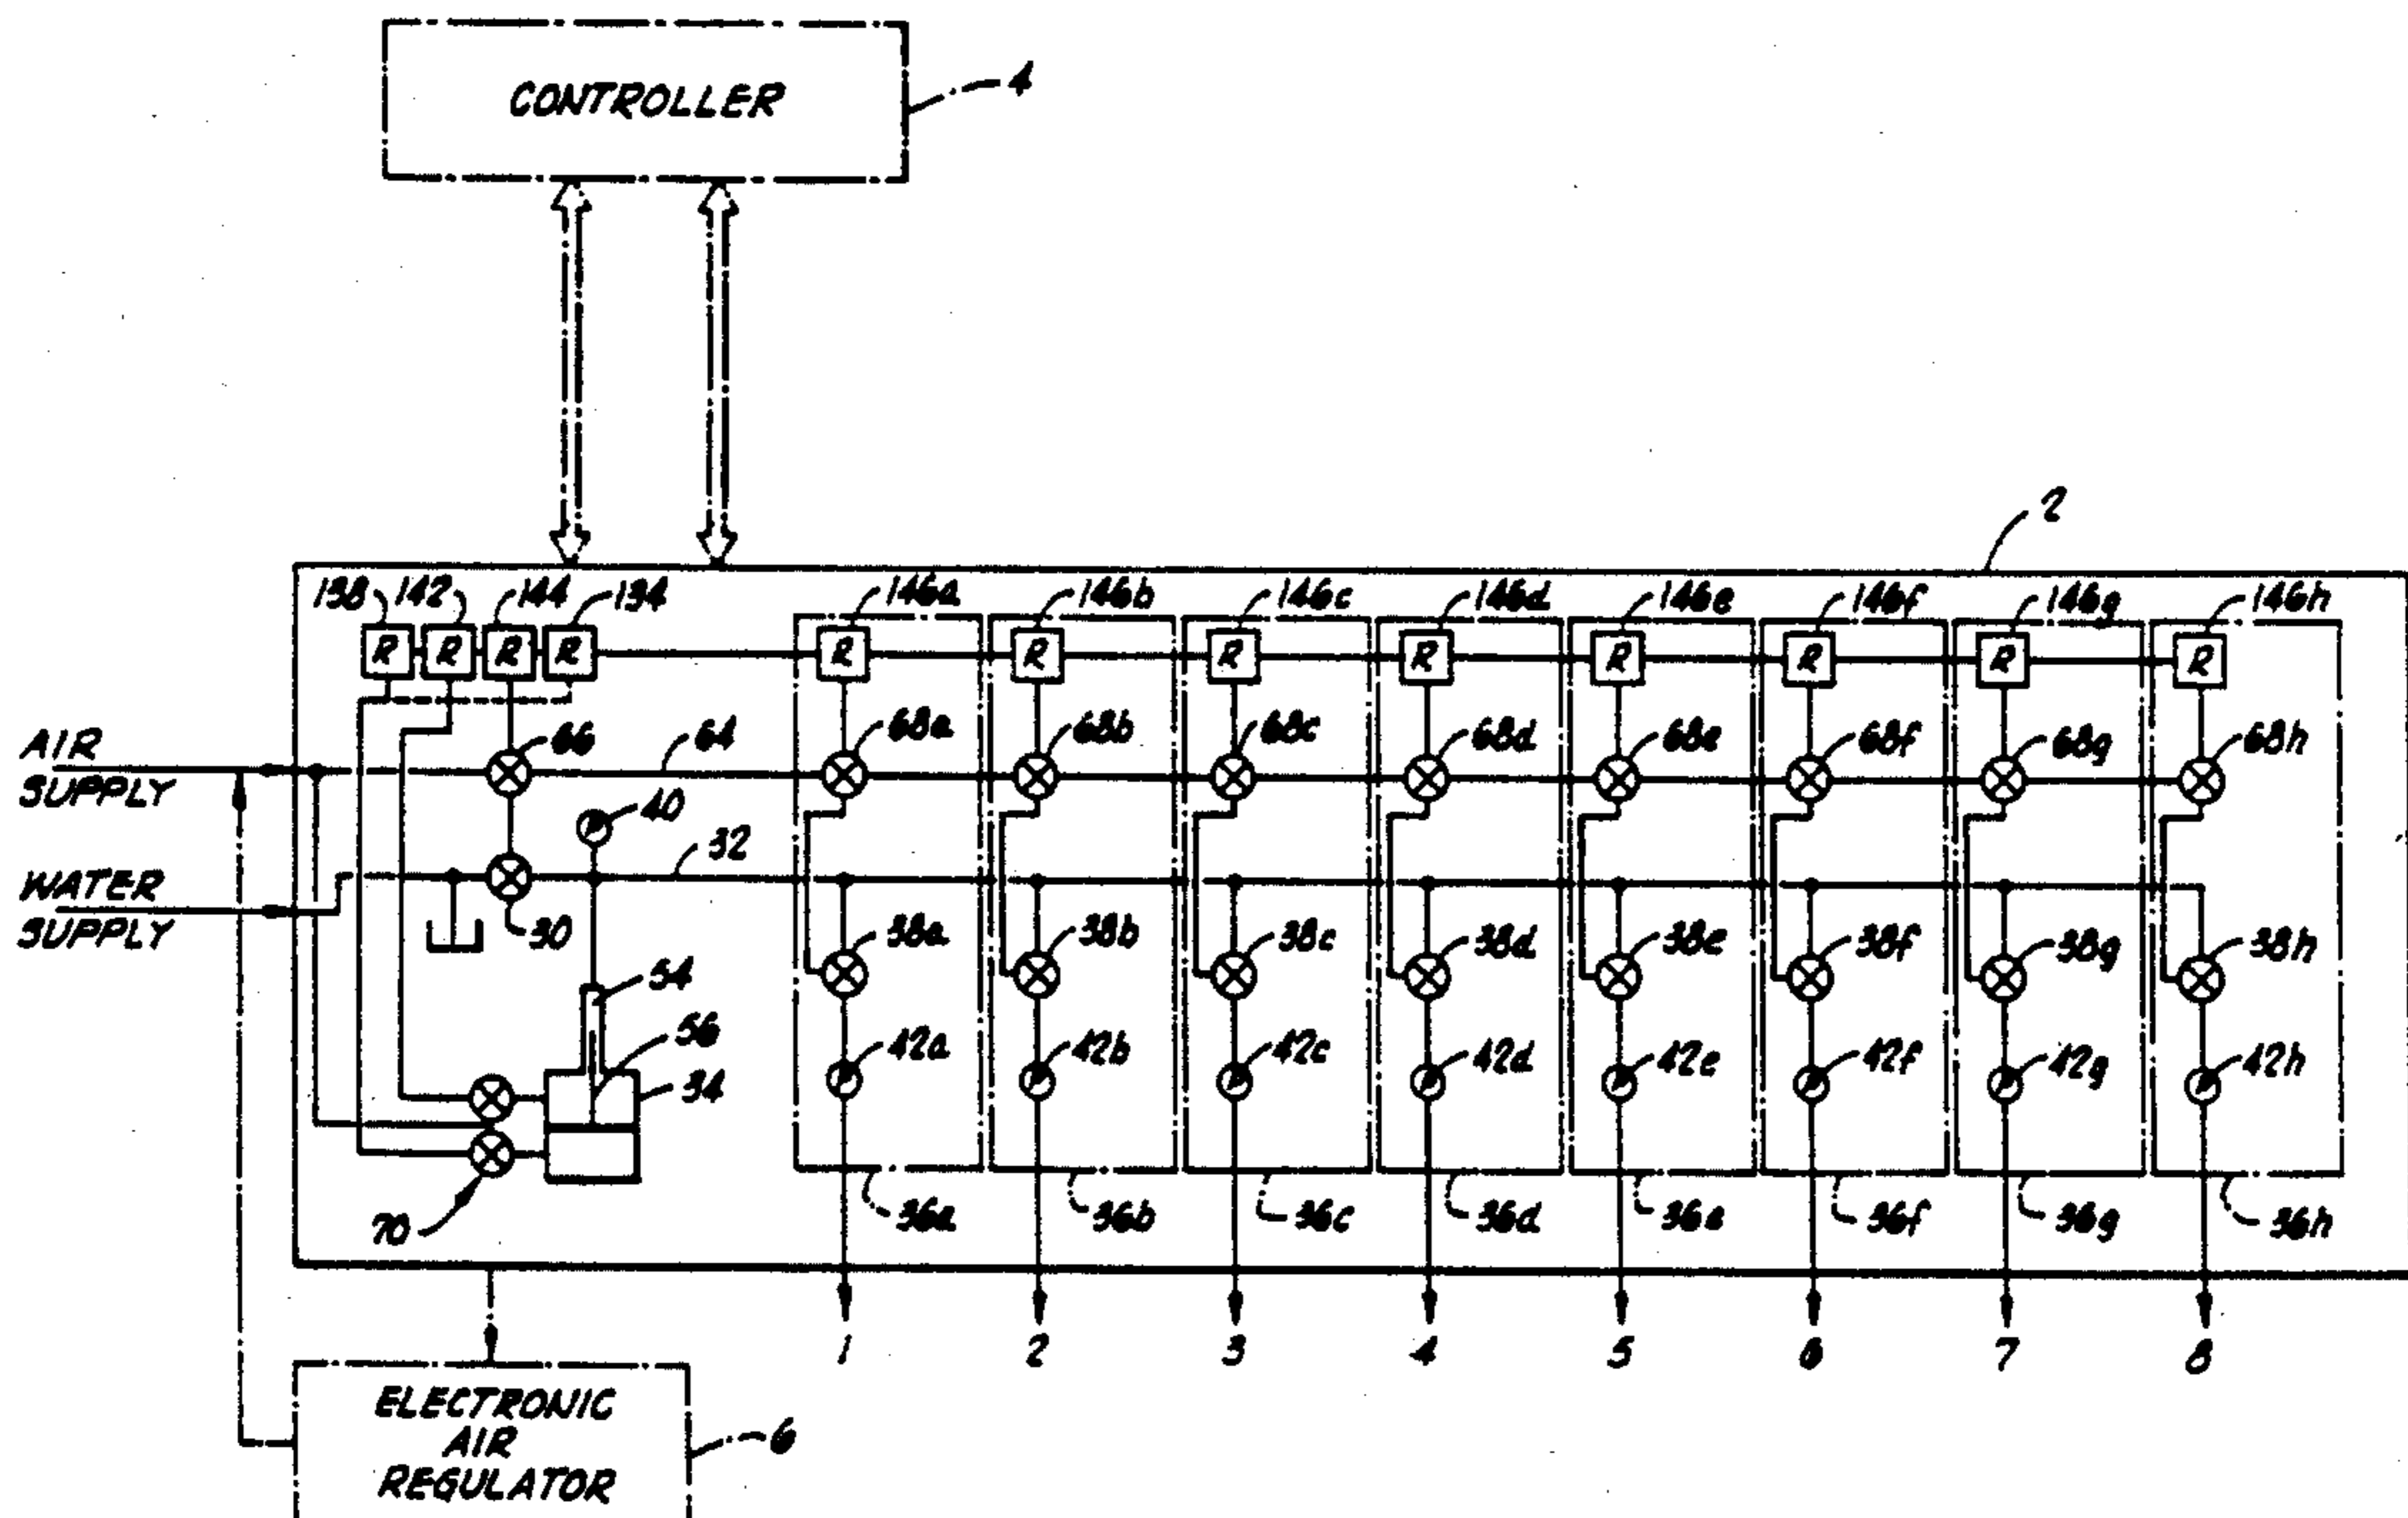 CONTROLLER
4
2
138 142 144 134 146a 146b 146c 146d 146e 146f 146g 146h
R R R R R R R R R R R R
AIR
SUPPLY
66 64 68a 68b 68c 68d 68e 68f 68g 68h
40
32
WATER
SUPPLY
30 38a 38b 38c 38d 38e 38f 38g 38h
54
56
34
42a 42b 42c 42d 42e 42f 42g 42h
70 36a 36b 36c 36d 36e 36f 36g 36h
1 2 3 4 5 6 7 8
ELECTRONIC
AIR
REGULATOR
6